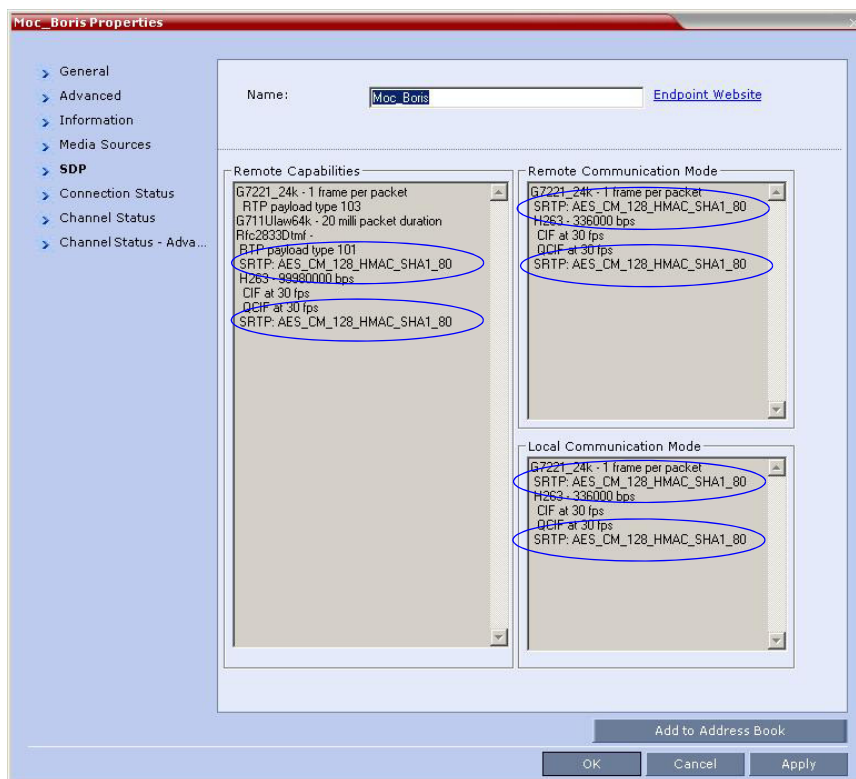 Moc_Boris Properties
General
Advanced
Information
Media Sources
SDP
Connection Status
Channel Status
Channel Status - Adva...
Name:
Moc_Boris
Endpoint Website
Remote Capabilities
G7221_24k - 1 frame per packet
RTP payload type 103
G711Ulaw64k - 20 milli packet duration
Rfc2833Dtmf -
RTP payload type 101
SRTP: AES_CM_128_HMAC_SHA1_80
H263 - 99980000 bps
CIF at 30 fps
QCIF at 30 fps
SRTP: AES_CM_128_HMAC_SHA1_80
Remote Communication Mode
G7221_24k - 1 frame per packet
SRTP: AES_CM_128_HMAC_SHA1_80
H263 - 336000 bps
CIF at 30 fps
QCIF at 30 fps
SRTP: AES_CM_128_HMAC_SHA1_80
Local Communication Mode
G7221_24k - 1 frame per packet
SRTP: AES_CM_128_HMAC_SHA1_80
H263 - 336000 bps
CIF at 30 fps
QCIF at 30 fps
SRTP: AES_CM_128_HMAC_SHA1_80
Add to Address Book
OK
Cancel
Apply